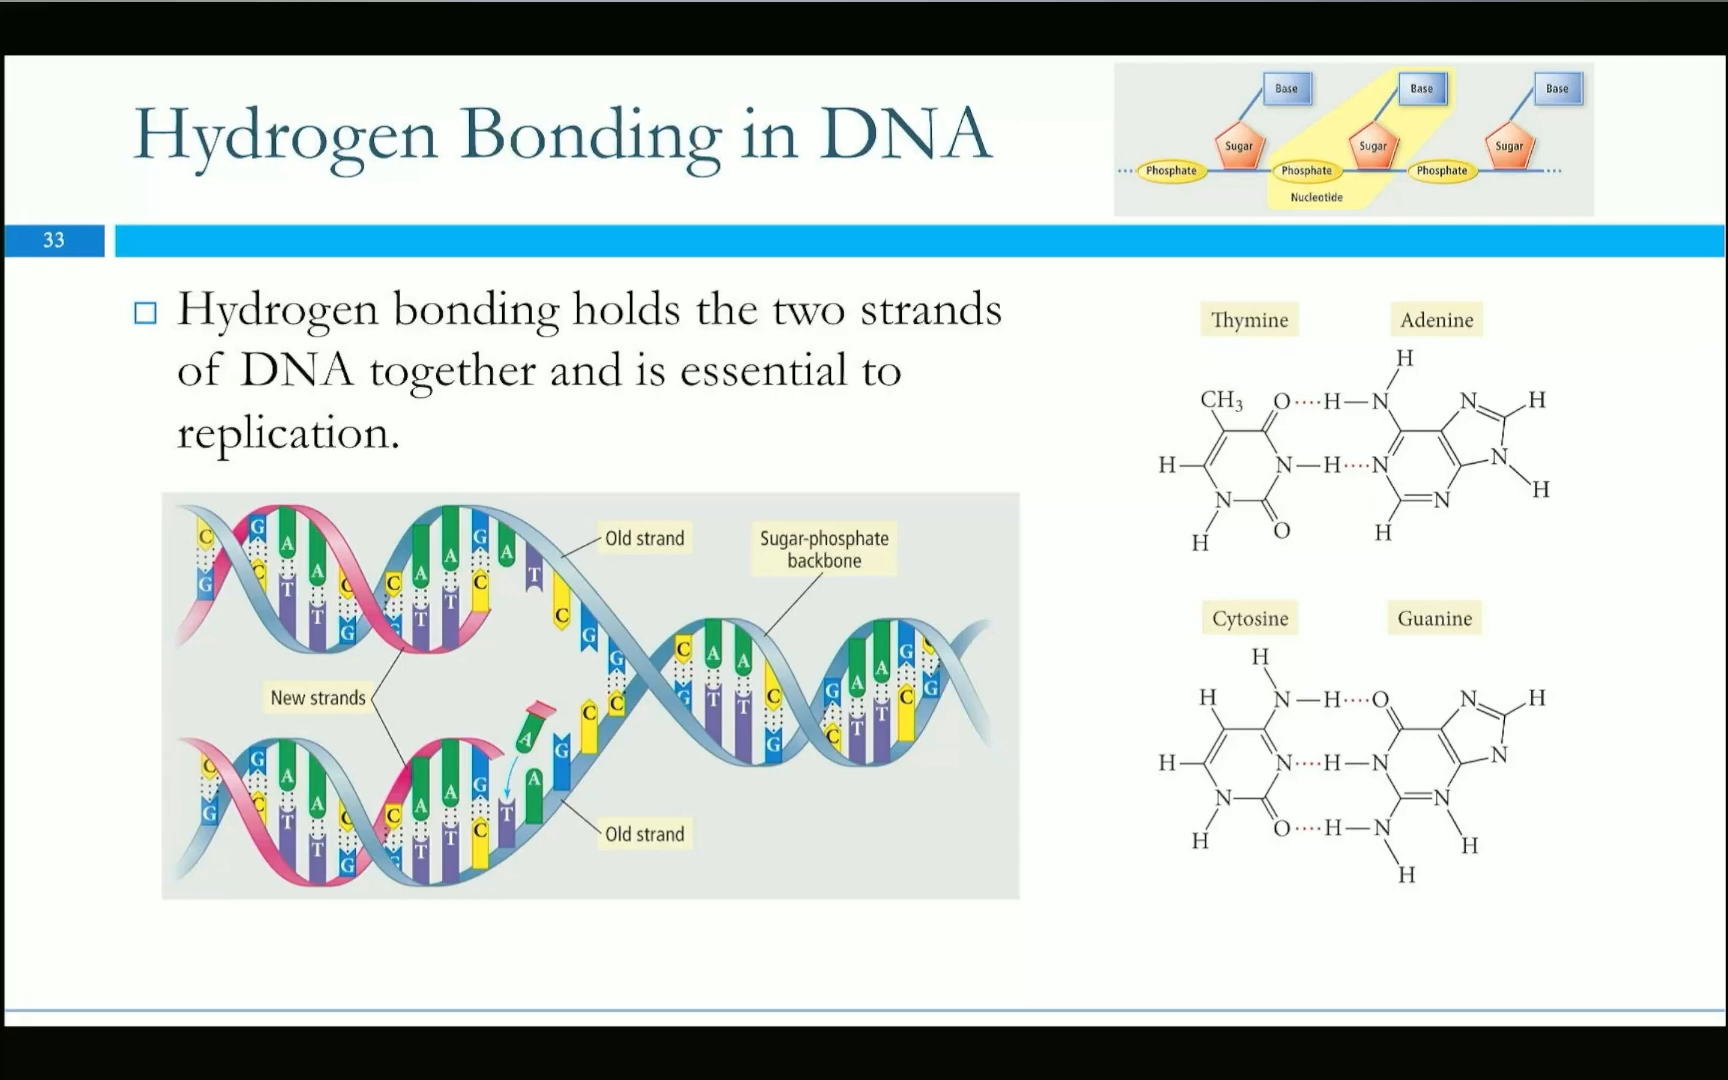 Hydrogen Bonding in DNA
Base Base Base
Sugar Sugar Sugar
Phosphate Phosphate Phosphate
Nucleotide
33
Hydrogen bonding holds the two strands
of DNA together and is essential to
replication.
Old strand
Sugar-phosphate
backbone
New strands
Old strand
C G A A C C A A G A T C G G C A A C G A A G C
G C T T G G T T C C G T T G C T T C G
C G A A C C A A G A T A G C C
G C T T G G T T C
Thymine Adenine
H
CH₃ O H N N H
H N H N N
N N H
H O H
Cytosine Guanine
H
H N H O N H
H N H N N
N N
H O H N H
H